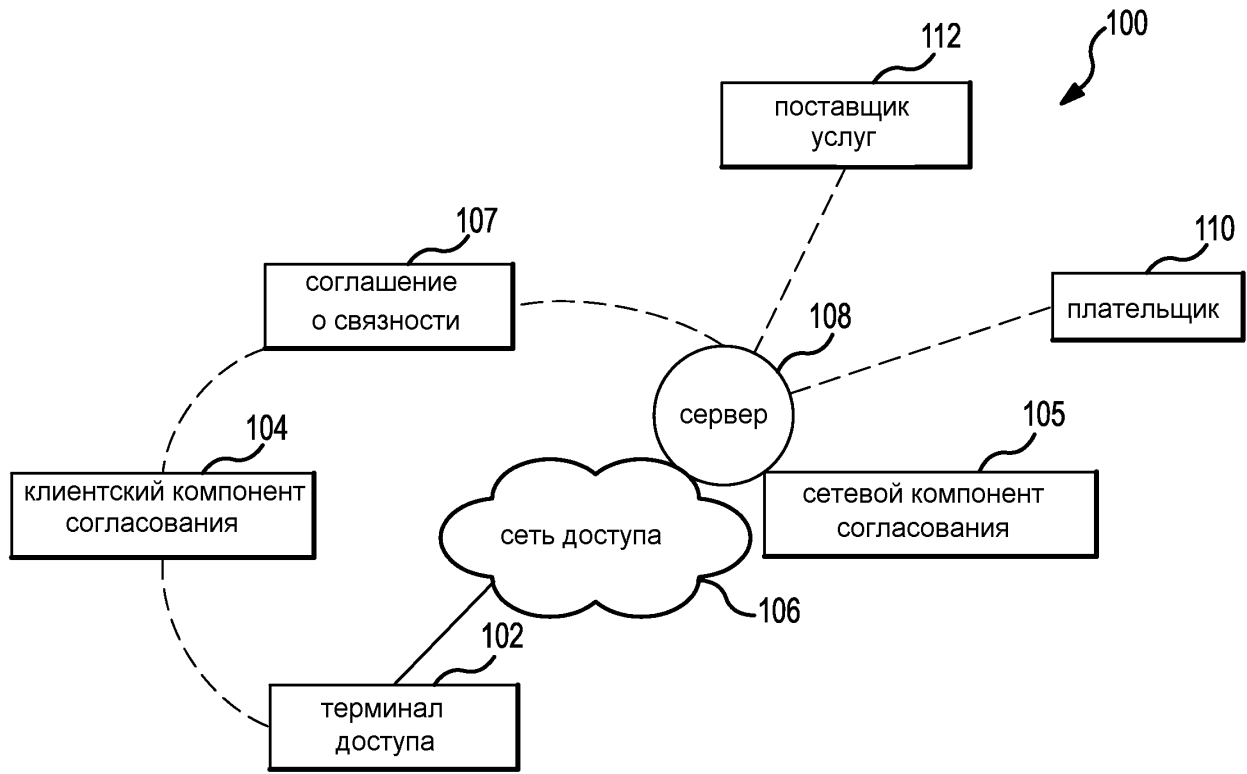 100
112
поставщик
услуг
107
соглашение
о связности
110
плательщик
108
сервер
104
клиентский компонент
согласования
105
сетевой компонент
согласования
сеть доступа
106
102
терминал
доступа